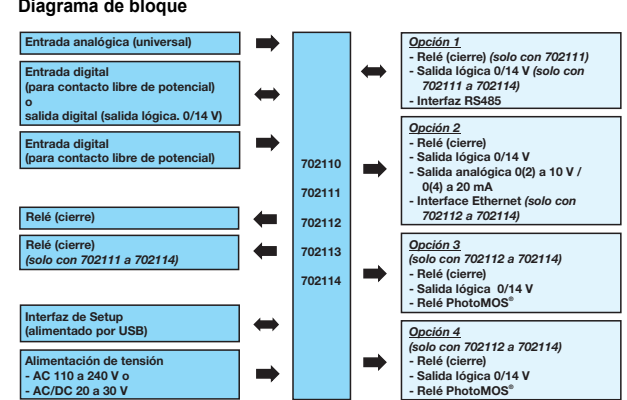 Diagrama de bloque
Entrada analógica (universal)
Entrada digital
(para contacto libre de potencial)
o
salida digital (salida lógica. 0/14 V)
Entrada digital
(para contacto libre de potencial)
Relé (cierre)
Relé (cierre)
(solo con 702111 a 702114)
Interfaz de Setup
(alimentado por USB)
Alimentación de tensión
- AC 110 a 240 V o
- AC/DC 20 a 30 V
702110
702111
702112
702113
702114
Opción 1
- Relé (cierre) (solo con 702111)
- Salida lógica 0/14 V (solo con
702111 a 702114)
- Interfaz RS485
Opción 2
- Relé (cierre)
- Salida lógica 0/14 V
- Salida analógica 0(2) a 10 V /
0(4) a 20 mA
- Interface Ethernet (solo con
702112 a 702114)
Opción 3
(solo con 702112 a 702114)
- Relé (cierre)
- Salida lógica 0/14 V
- Relé PhotoMOS®
Opción 4
(solo con 702112 a 702114)
- Relé (cierre)
- Salida lógica 0/14 V
- Relé PhotoMOS®